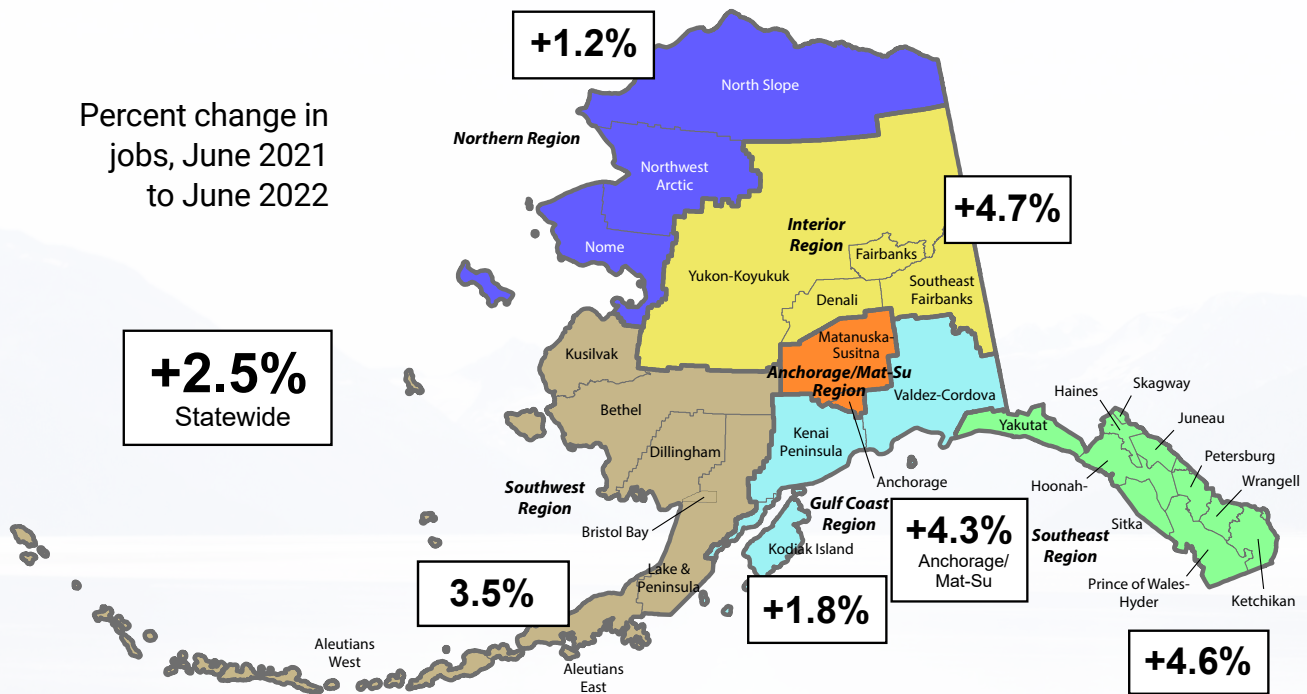 +1.2%
Percent change in
jobs, June 2021
to June 2022
North Slope
Northern Region
Northwest
Arctic
Nome
+4.7%
Interior
Region
Fairbanks
Yukon-Koyukuk
Southeast
Fairbanks
Denali
+2.5%
Statewide
Kusilvak
Matanuska-
Susitna
Anchorage/Mat-Su
Region
Bethel
Valdez-Cordova
Haines
Skagway
Juneau
Yakutat
Kenai
Peninsula
Dillingham
Petersburg
Anchorage
Hoonah-
Wrangell
Southwest
Region
Bristol Bay
Gulf Coast
Region
+4.3%
Anchorage/
Mat-Su
Sitka
Southeast
Region
Kodiak Island
Lake &
Peninsula
3.5%
+1.8%
Prince of Wales-
Hyder
Ketchikan
Aleutians
West
Aleutians
East
+4.6%